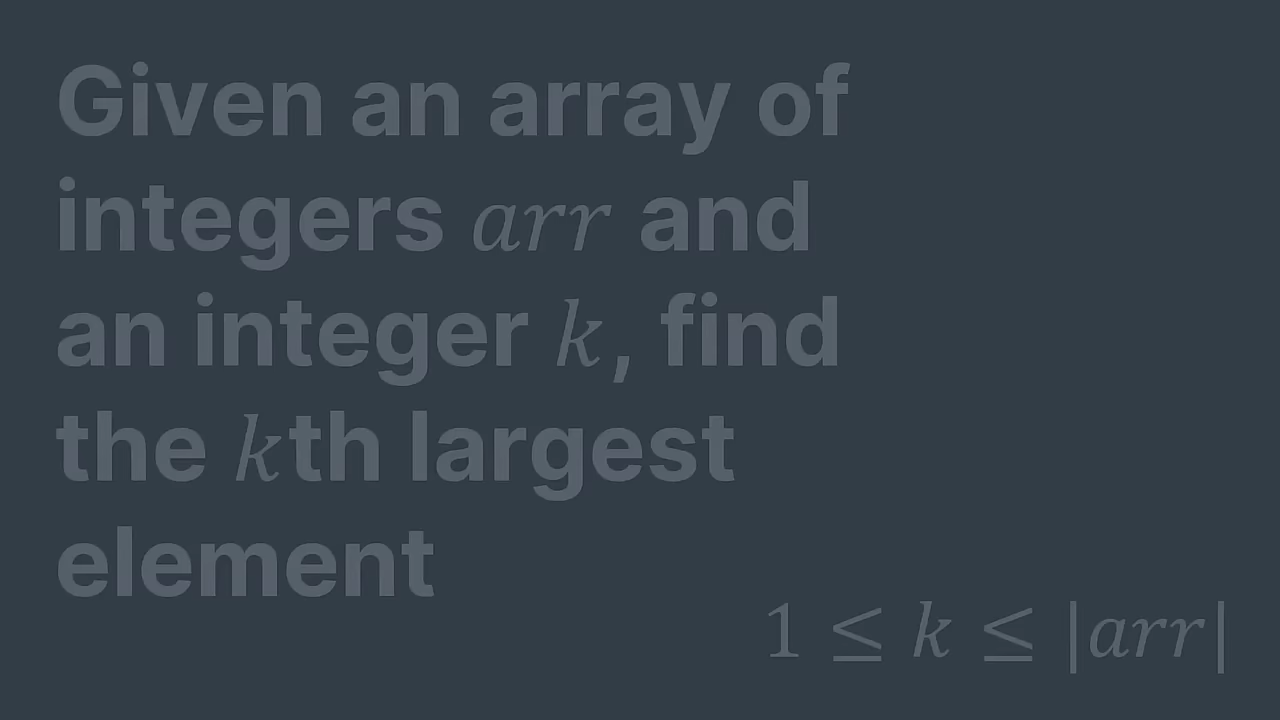 Given an array of
integers arr and
an integer k, find
the kth largest
element
1 ≤ k ≤ |arr|